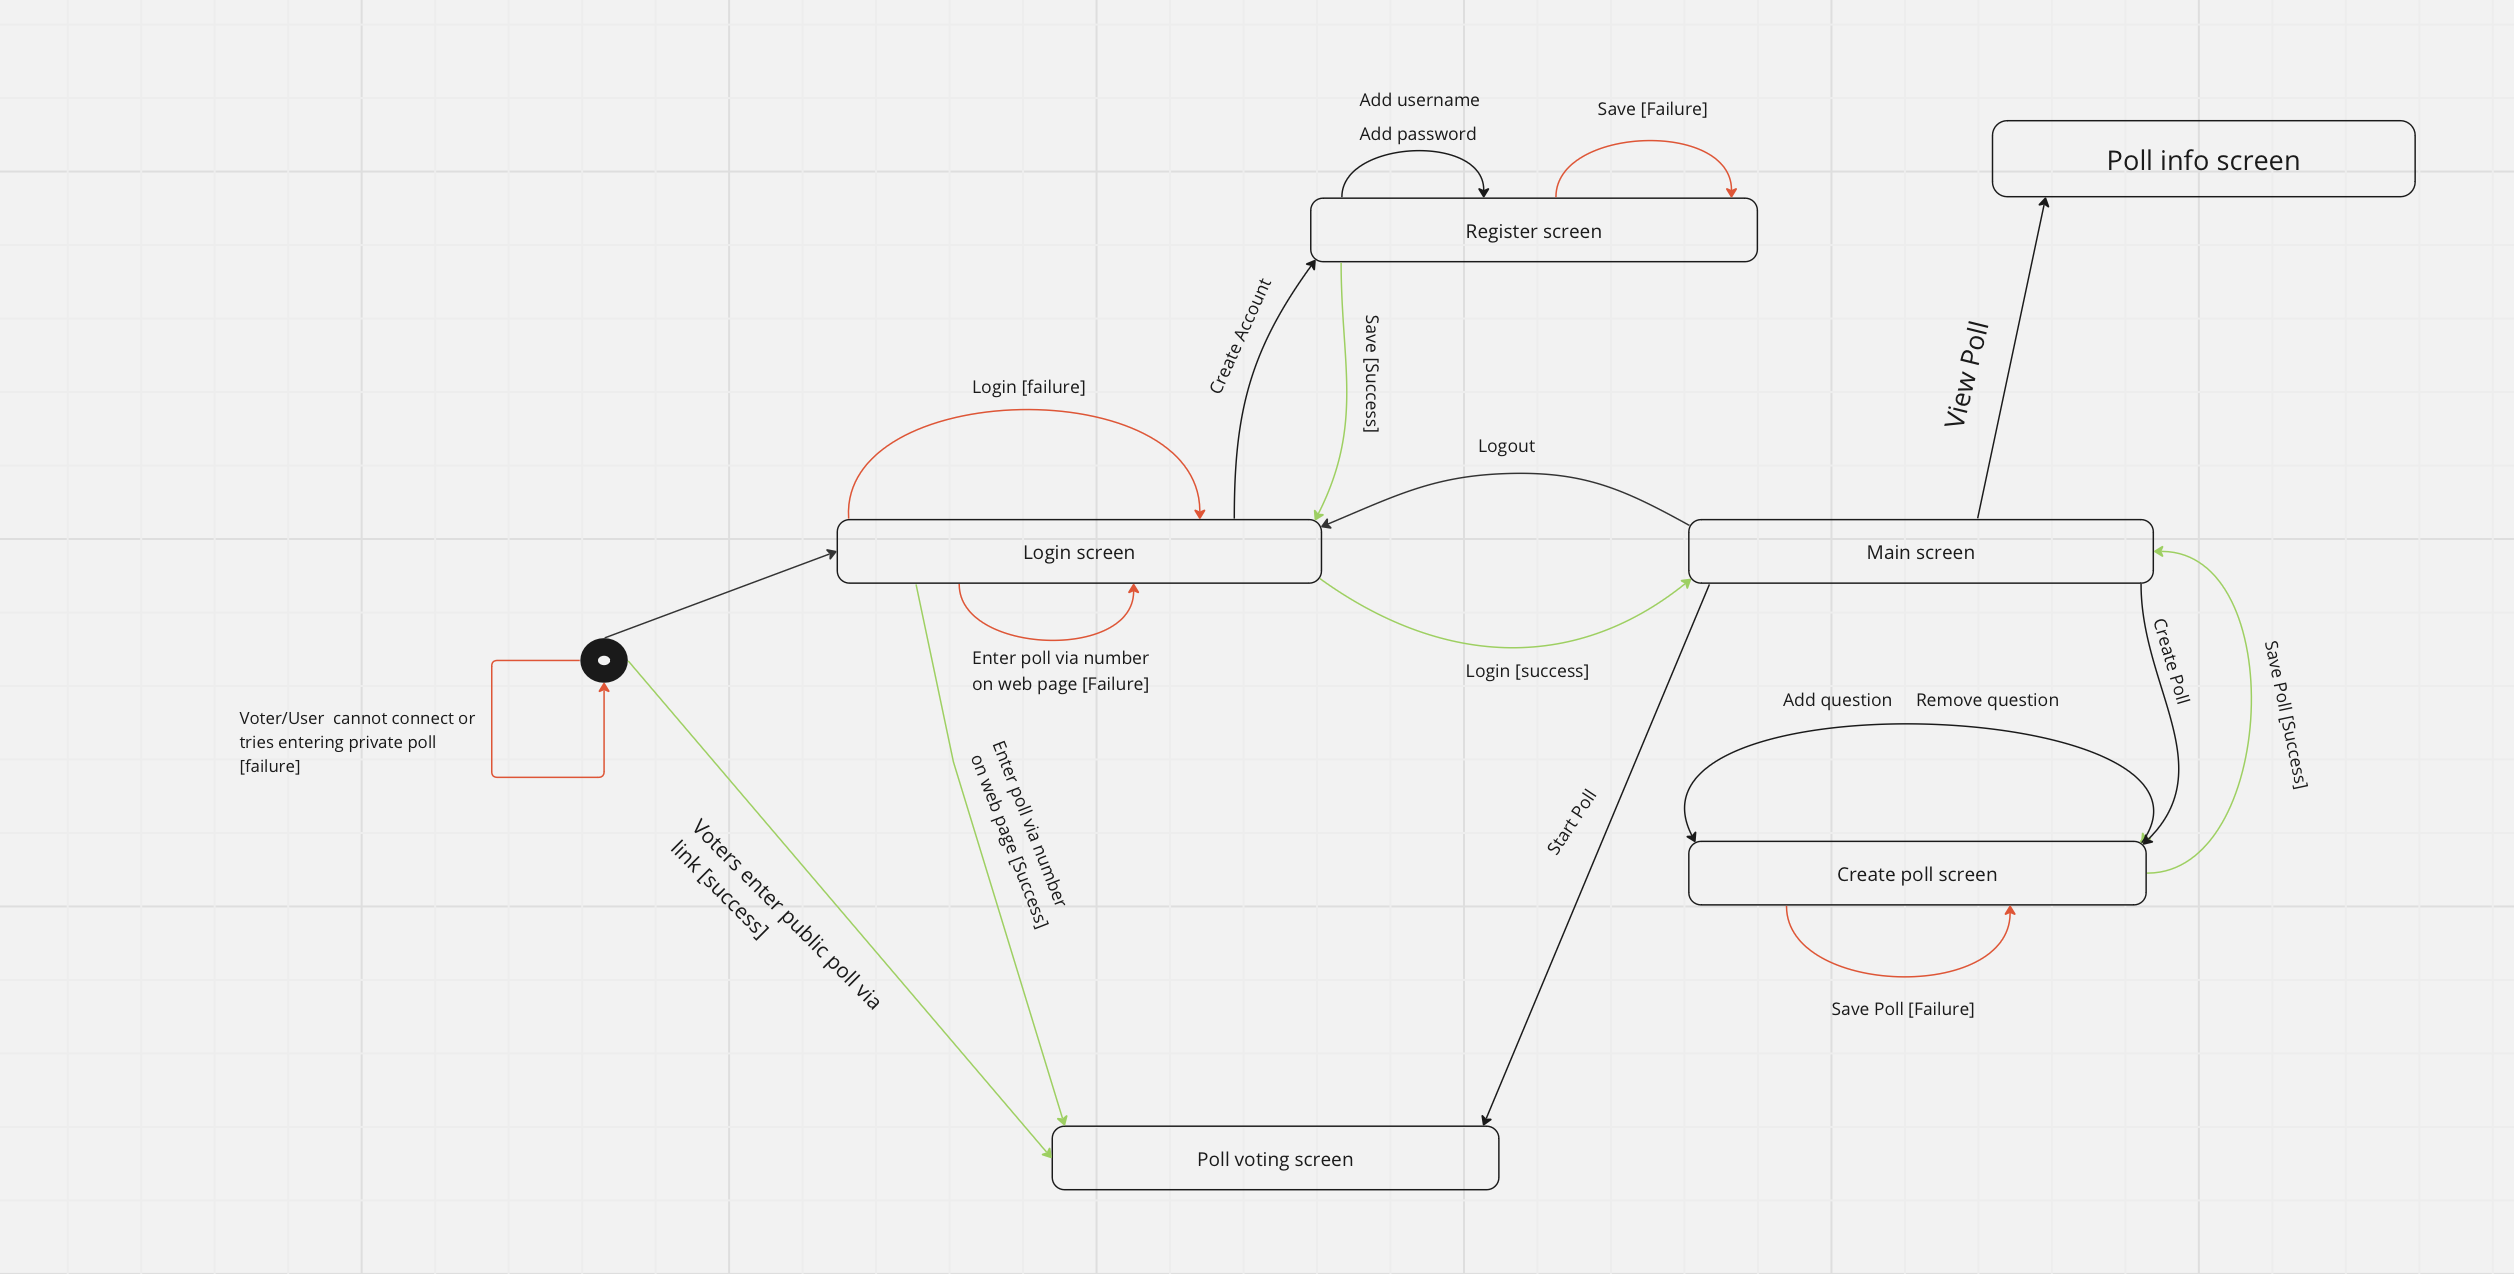 Add username
Add password
Save [Failure]
Poll info screen
Register screen
Create Account
Save [Success]
View Poll
Login [failure]
Logout
Login screen
Main screen
Enter poll via number
on web page [Failure]
Login [success]
Create Poll
Save Poll [Success]
Voter/User  cannot connect or
tries entering private poll
[failure]
Add question
Remove question
Enter poll via number
on web page [Success]
Voters enter public poll via
link [success]
Start Poll
Create poll screen
Save Poll [Failure]
Poll voting screen